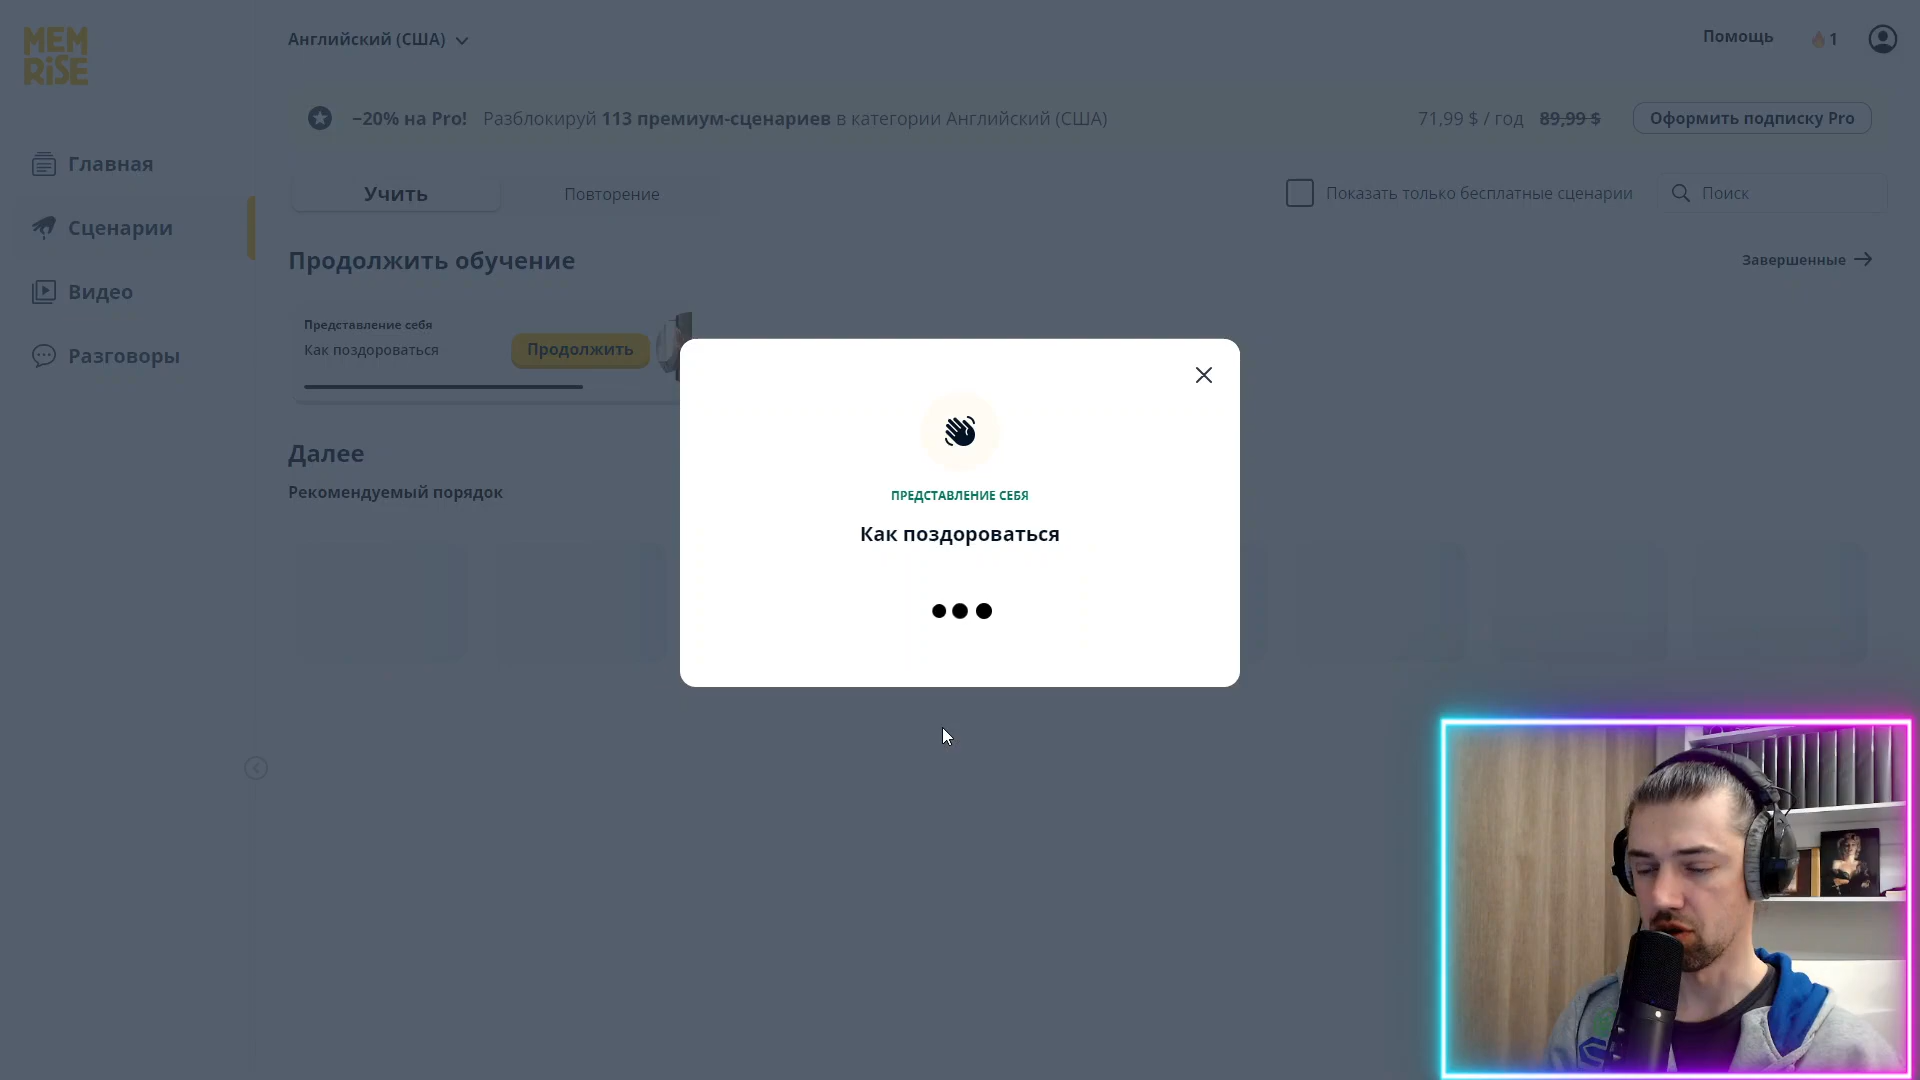 MEM
RiSE
Английский (США)
Помощь
1
−20% на Pro! Разблокируй 113 премиум-сценариев в категории Английский (США)
71,99 $ / год 89,99 $
Оформить подписку Pro
Главная
Сценарии
Видео
Разговоры
Учить
Повторение
Показать только бесплатные сценарии
Поиск
Продолжить обучение
Завершенные
Представление себя
Как поздороваться
Продолжить
Далее
Рекомендуемый порядок
ПРЕДСТАВЛЕНИЕ СЕБЯ
Как поздороваться